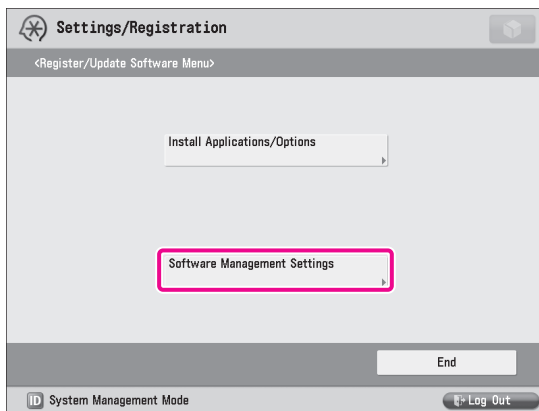 Settings/Registration
<Register/Update Software Menu>
Install Applications/Options
Software Management Settings
End
ID System Management Mode
Log Out